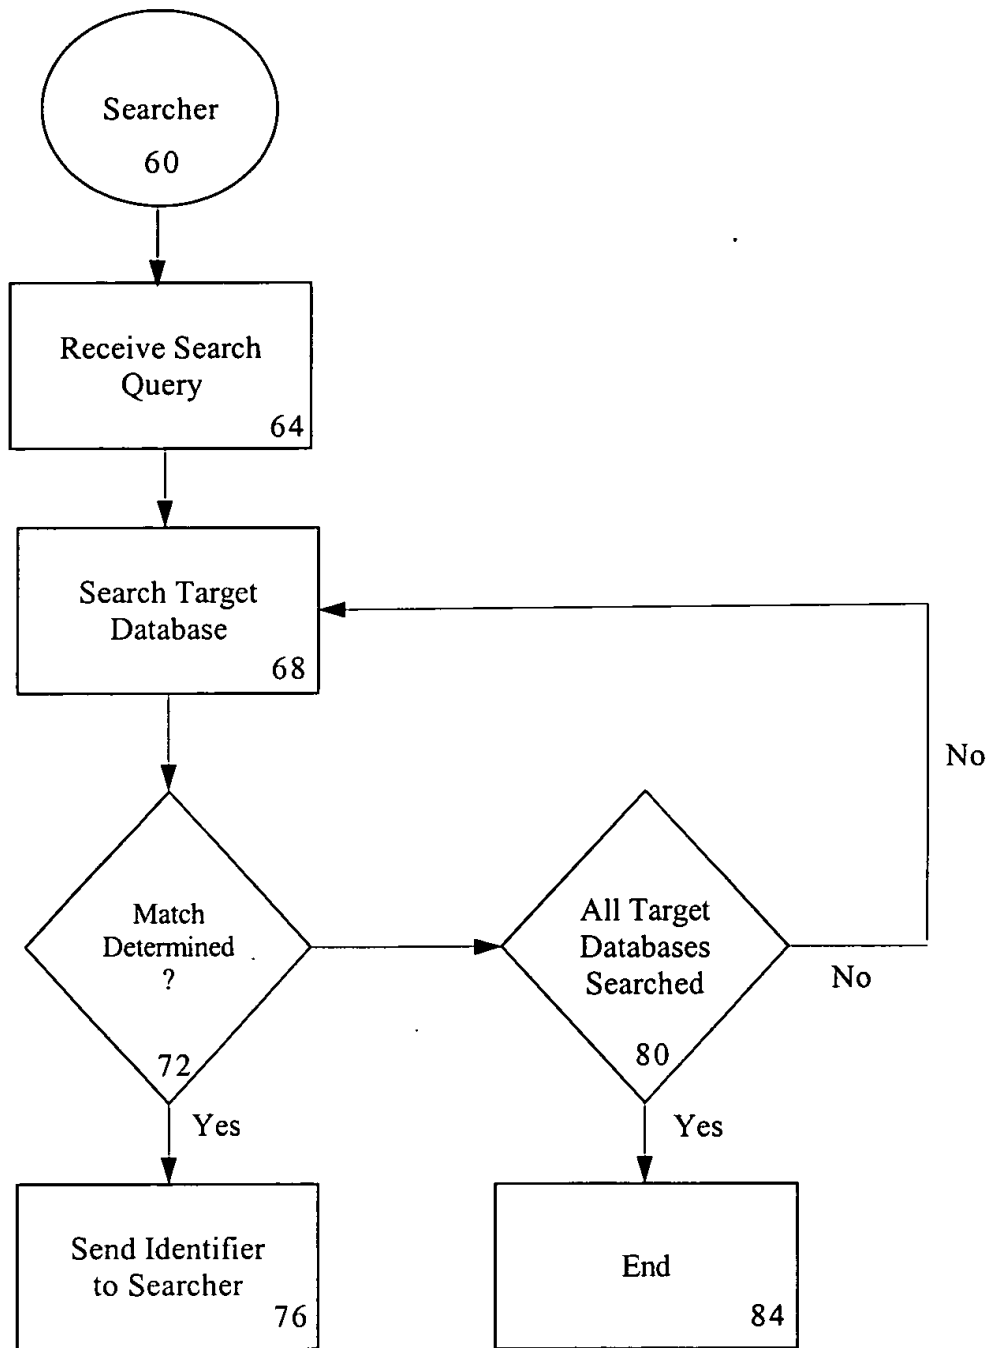 Searcher
60
Receive Search
Query
64
Search Target
Database
68
No
Match
Determined
?
72
All Target
Databases
Searched
80
No
Yes
Yes
Send Identifier
to Searcher
76
End
84